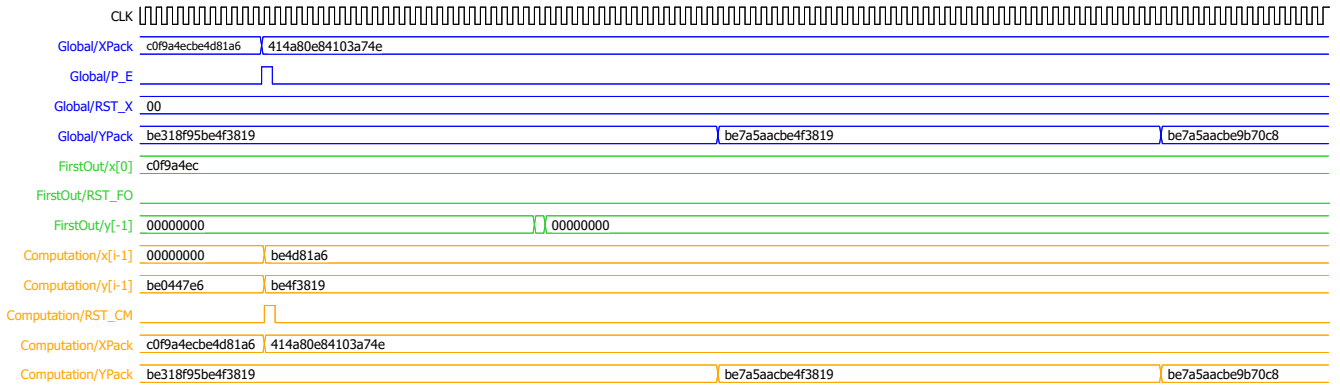 CLK
Global/XPack c0f9a4ecbe4d81a6 414a80e84103a74e
Global/P_E
Global/RST_X 00
Global/YPack be318f95be4f3819 be7a5aacbe4f3819 be7a5aacbe9b70c8
FirstOut/x[0] c0f9a4ec
FirstOut/RST_FO
FirstOut/y[-1] 00000000 00000000
Computation/x[i-1] 00000000 be4d81a6
Computation/y[i-1] be0447e6 be4f3819
Computation/RST_CM
Computation/XPack c0f9a4ecbe4d81a6 414a80e84103a74e
Computation/YPack be318f95be4f3819 be7a5aacbe4f3819 be7a5aacbe9b70c8